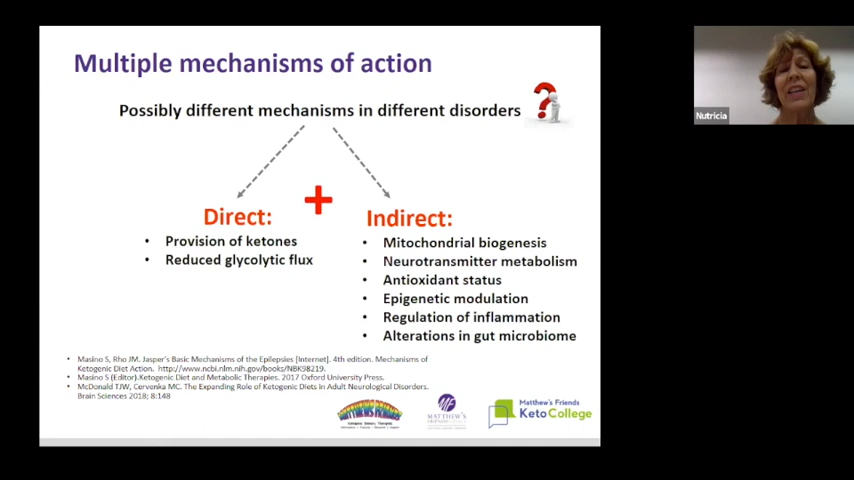 Multiple mechanisms of action
Possibly different mechanisms in different disorders
Direct:
• Provision of ketones
• Reduced glycolytic flux
Indirect:
• Mitochondrial biogenesis
• Neurotransmitter metabolism
• Antioxidant status
• Epigenetic modulation
• Regulation of inflammation
• Alterations in gut microbiome
• Masino S, Rho JM. Jasper's Basic Mechanisms of the Epilepsies [Internet]. 4th edition. Mechanisms of
Ketogenic Diet Action. http://www.ncbi.nlm.nih.gov/books/NBK98219.
• Masino S (Editor).Ketogenic Diet and Metabolic Therapies. 2017 Oxford University Press.
• McDonald TJW, Cervenka MC. The Expanding Role of Ketogenic Diets in Adult Neurological Disorders.
Brain Sciences 2018; 8:148
MATTHEW'S FRIENDS
MATTHEW'S
Matthew's Friends
KetoCollege
Nutricia